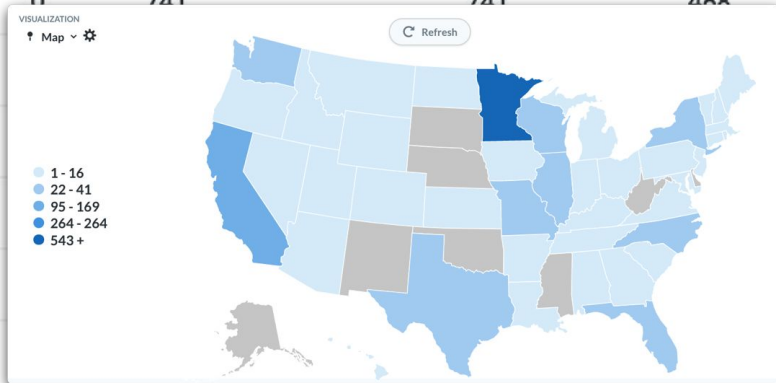 VISUALIZATION
Map
Refresh
1 - 16
22 - 41
95 - 169
264 - 264
543 +